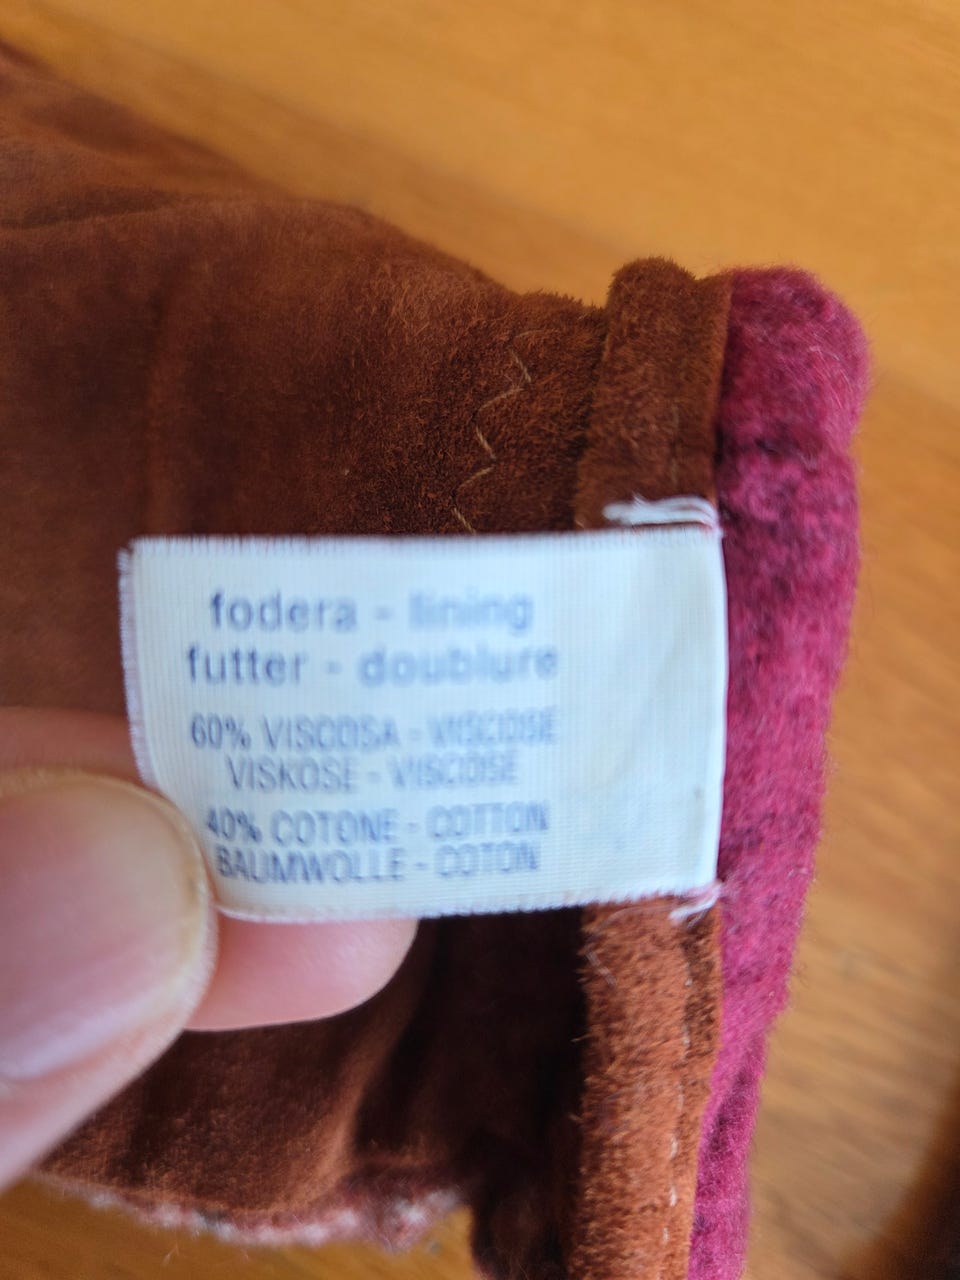 fodera - lining
futter - doublure
60% VISCOSA - VISCOSE
VISKOSE - VISCOSE
40% COTONE - COTTON
BAUMWOLLE - COTON